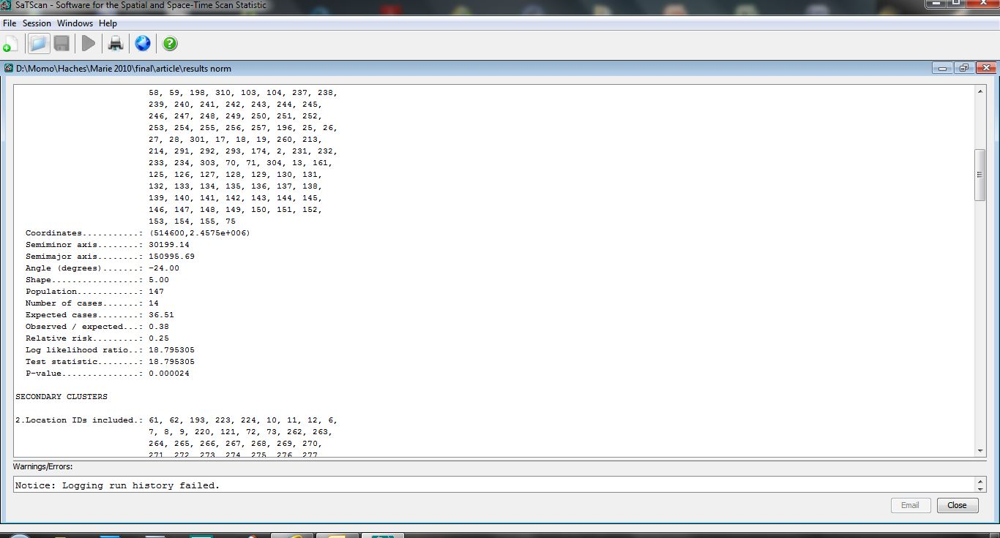 SaTScan - Software for the Spatial and Space-Time Scan Statistic
File Session Windows Help
D:\Momo\Haches\Marie 2010\final\article\results norm
58, 59, 198, 310, 103, 104, 237, 238,
239, 240, 241, 242, 243, 244, 245,
246, 247, 248, 249, 250, 251, 252,
253, 254, 255, 256, 257, 196, 25, 26,
27, 28, 301, 17, 18, 19, 260, 213,
214, 291, 292, 293, 174, 2, 231, 232,
233, 234, 303, 70, 71, 304, 13, 161,
125, 126, 127, 128, 129, 130, 131,
132, 133, 134, 135, 136, 137, 138,
139, 140, 141, 142, 143, 144, 145,
146, 147, 148, 149, 150, 151, 152,
153, 154, 155, 75
Coordinates...........: (514600,2.4575e+006)
Semiminor axis........: 30199.14
Semimajor axis........: 150995.69
Angle (degrees).......: -24.00
Shape.................: 5.00
Population............: 147
Number of cases.......: 14
Expected cases........: 36.51
Observed / expected...: 0.38
Relative risk.........: 0.25
Log likelihood ratio..: 18.795305
Test statistic........: 18.795305
P-value...............: 0.000024
SECONDARY CLUSTERS
2.Location IDs included.: 61, 62, 193, 223, 224, 10, 11, 12, 6,
7, 8, 9, 220, 121, 72, 73, 262, 263,
264, 265, 266, 267, 268, 269, 270,
271, 272, 273, 274, 275, 276, 277
Warnings/Errors:
Notice: Logging run history failed.
Email Close